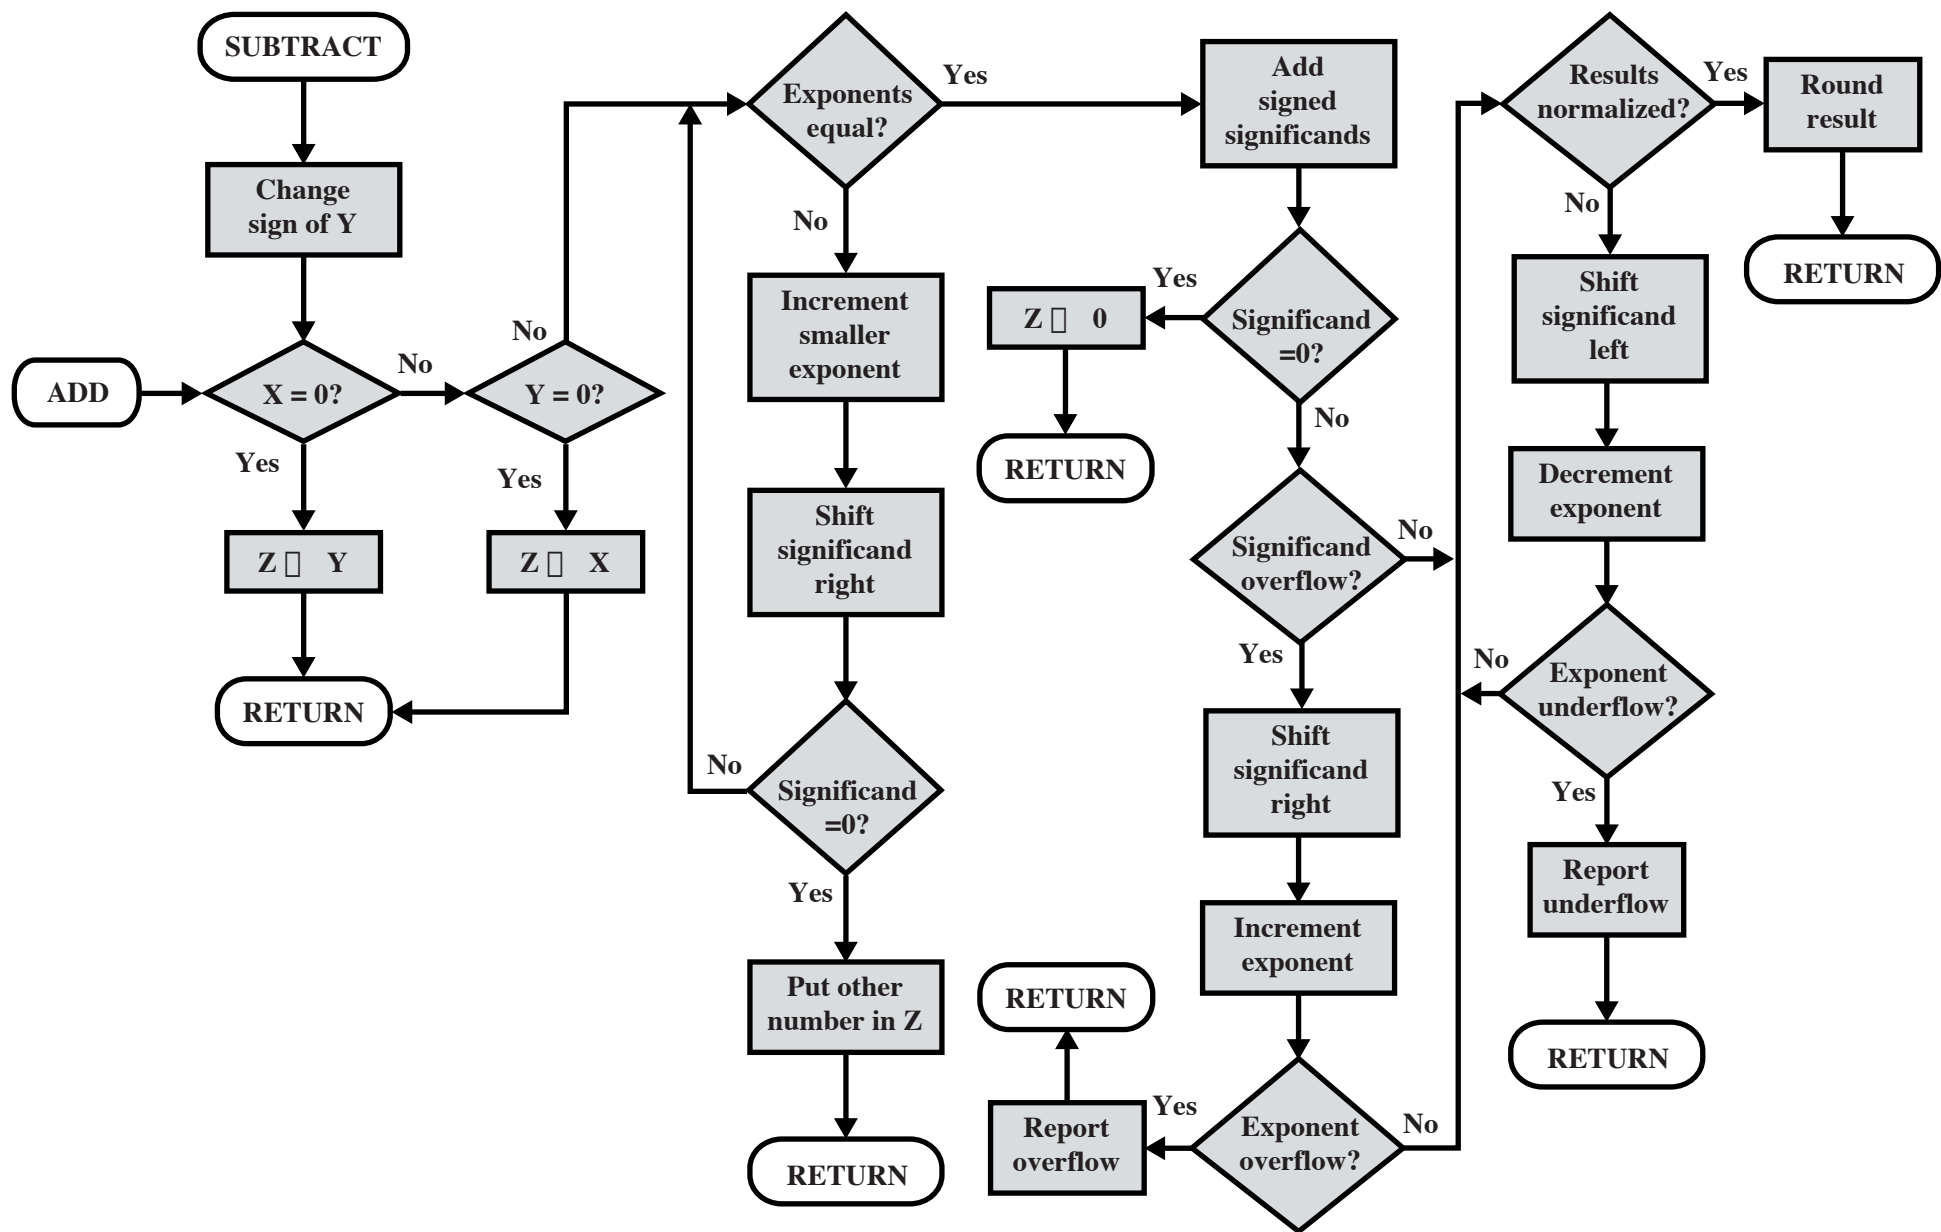 SUBTRACT
Change
sign of Y
ADD
X = 0?
No
Yes
Z ▯ Y
RETURN
Y = 0?
No
Yes
Z ▯ X
Exponents
equal?
Yes
No
Increment
smaller
exponent
Shift
significand
right
Significand
=0?
No
Yes
Put other
number in Z
RETURN
Add
signed
significands
Significand
=0?
Yes
Z ▯ 0
RETURN
No
Significand
overflow?
No
Yes
Shift
significand
right
Increment
exponent
Exponent
overflow?
Yes
Report
overflow
RETURN
No
Results
normalized?
Yes
Round
result
RETURN
No
Shift
significand
left
Decrement
exponent
Exponent
underflow?
No
Yes
Report
underflow
RETURN